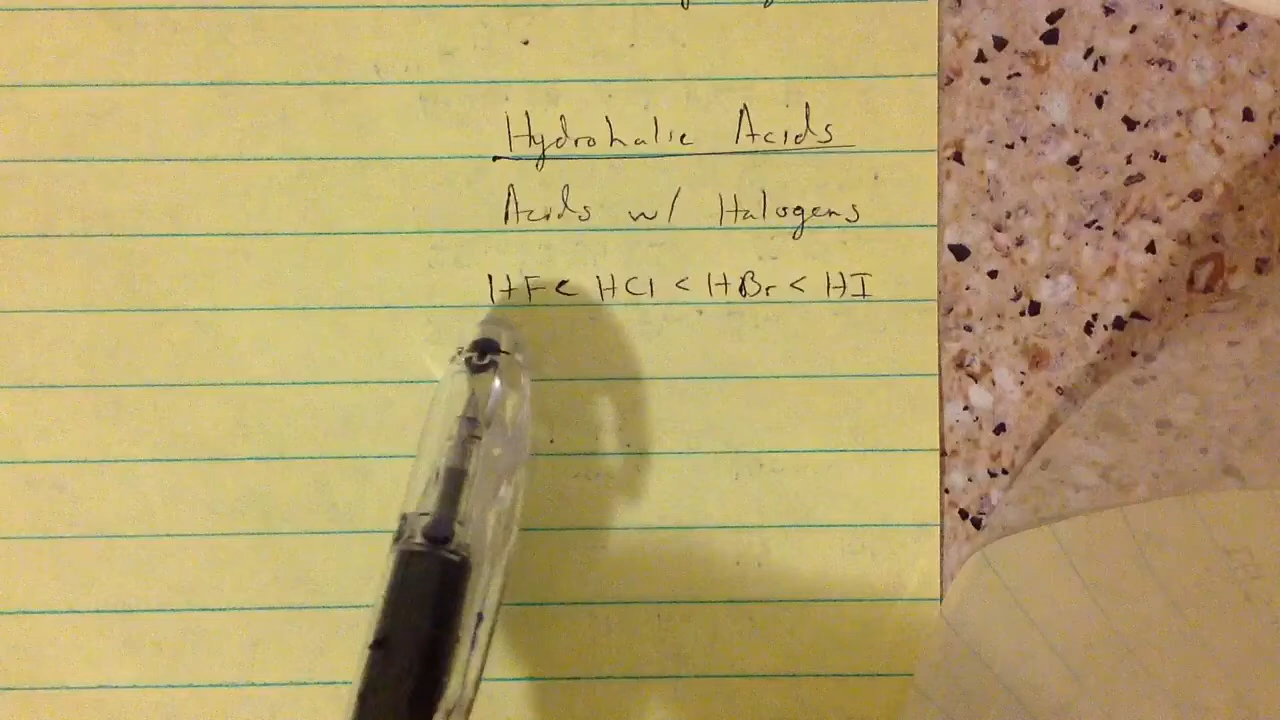 Hydrohalic Acids
Acids w/ Halogens
HF < HCl < HBr < HI